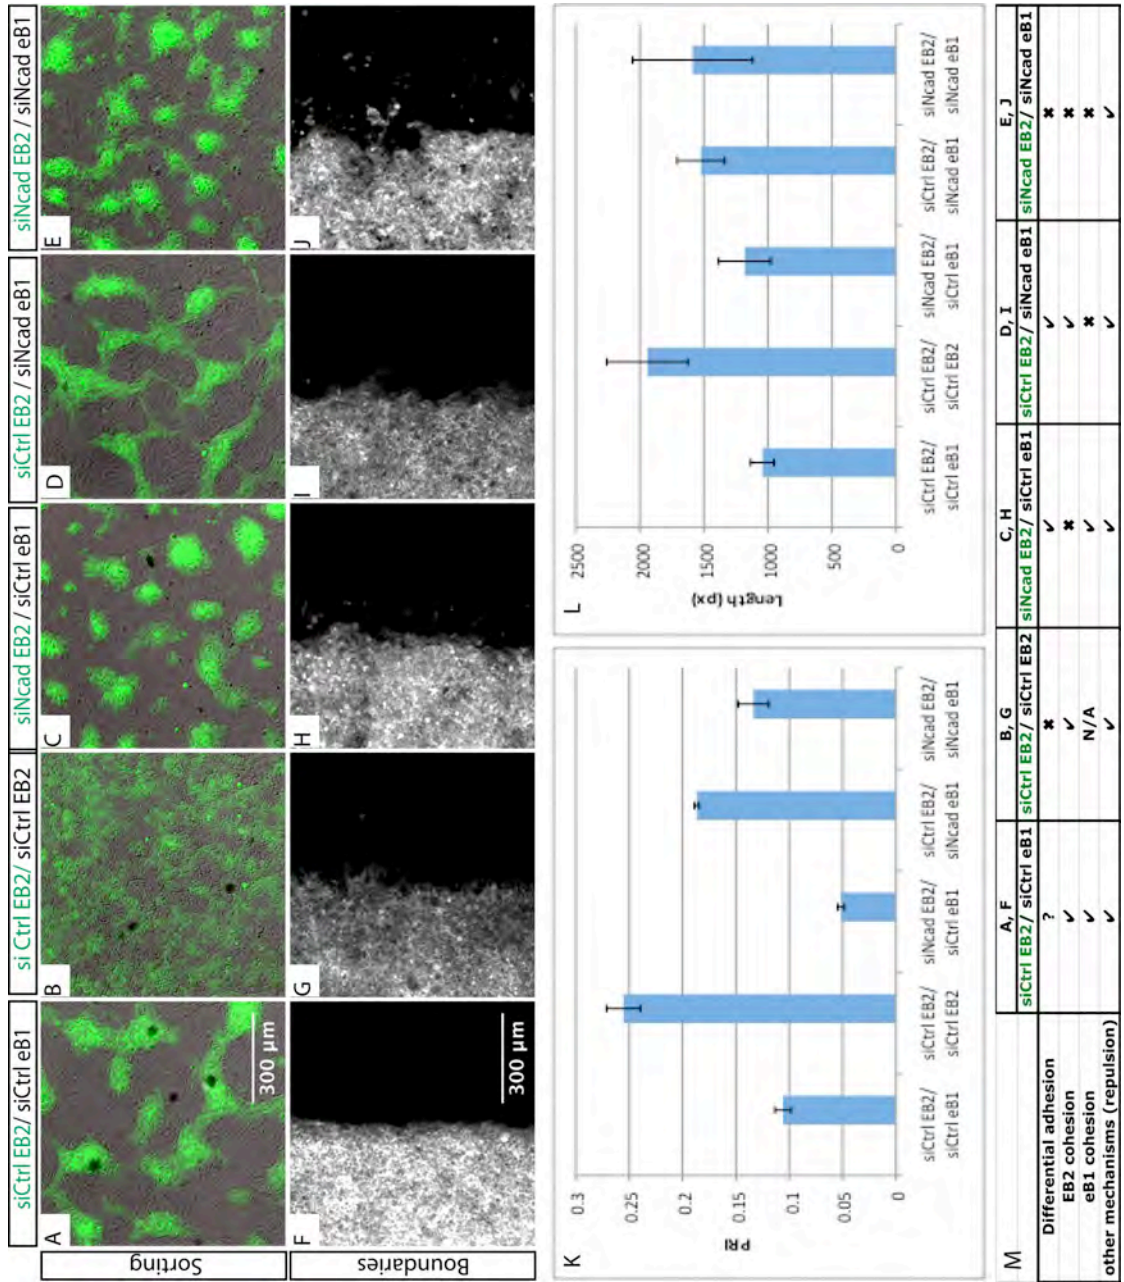 siCtrl EB2/ siCtrl eB1
si Ctrl EB2/ siCtrl EB2
siNcad EB2 / siCtrl eB1
siCtrl EB2 / siNcad eB1
siNcad EB2 / siNcad eB1
Sorting
A
300 µm
B
C
D
E
Boundaries
F
300 µm
G
H
I
J
K
PRI
0.3
0.25
0.2
0.15
0.1
0.05
0
siCtrl EB2/
siCtrl eB1
siCtrl EB2/
siCtrl EB2
siNcad EB2/
siCtrl eB1
siCtrl EB2/
siNcad eB1
siNcad EB2/
siNcad eB1
L
Length (px)
2500
2000
1500
1000
500
0
siCtrl EB2/
siCtrl eB1
siCtrl EB2/
siCtrl EB2
siNcad EB2/
siCtrl eB1
siCtrl EB2/
siNcad eB1
siNcad EB2/
siNcad eB1
M
A, F B, G C, H D, I E, J
siCtrl EB2/ siCtrl eB1 siCtrl EB2/ siCtrl EB2 siNcad EB2/ siCtrl eB1 siCtrl EB2/ siNcad eB1 siNcad EB2/ siNcad eB1
Differential adhesion ? ✖ ✓ ✓ ✖
EB2 cohesion ✓ ✓ ✖ ✓ ✖
eB1 cohesion ✓ N/A ✓ ✖ ✖
other mechanisms (repulsion) ✓ ✓ ✓ ✓ ✓